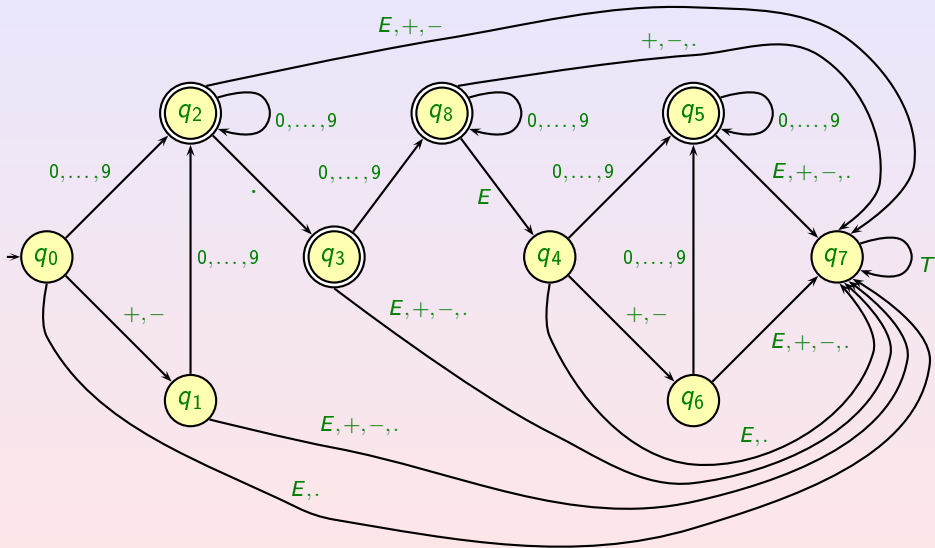 E,+,−
+,−,.
q2
0,…,9
q8
0,…,9
q5
0,…,9
0,…,9
.
0,…,9
E
0,…,9
E,+,−,.
q0
0,…,9
q3
q4
0,…,9
q7
T
+,−
E,+,−,.
+,−
E,+,−,.
q1
q6
E,+,−,.
E,.
E,.